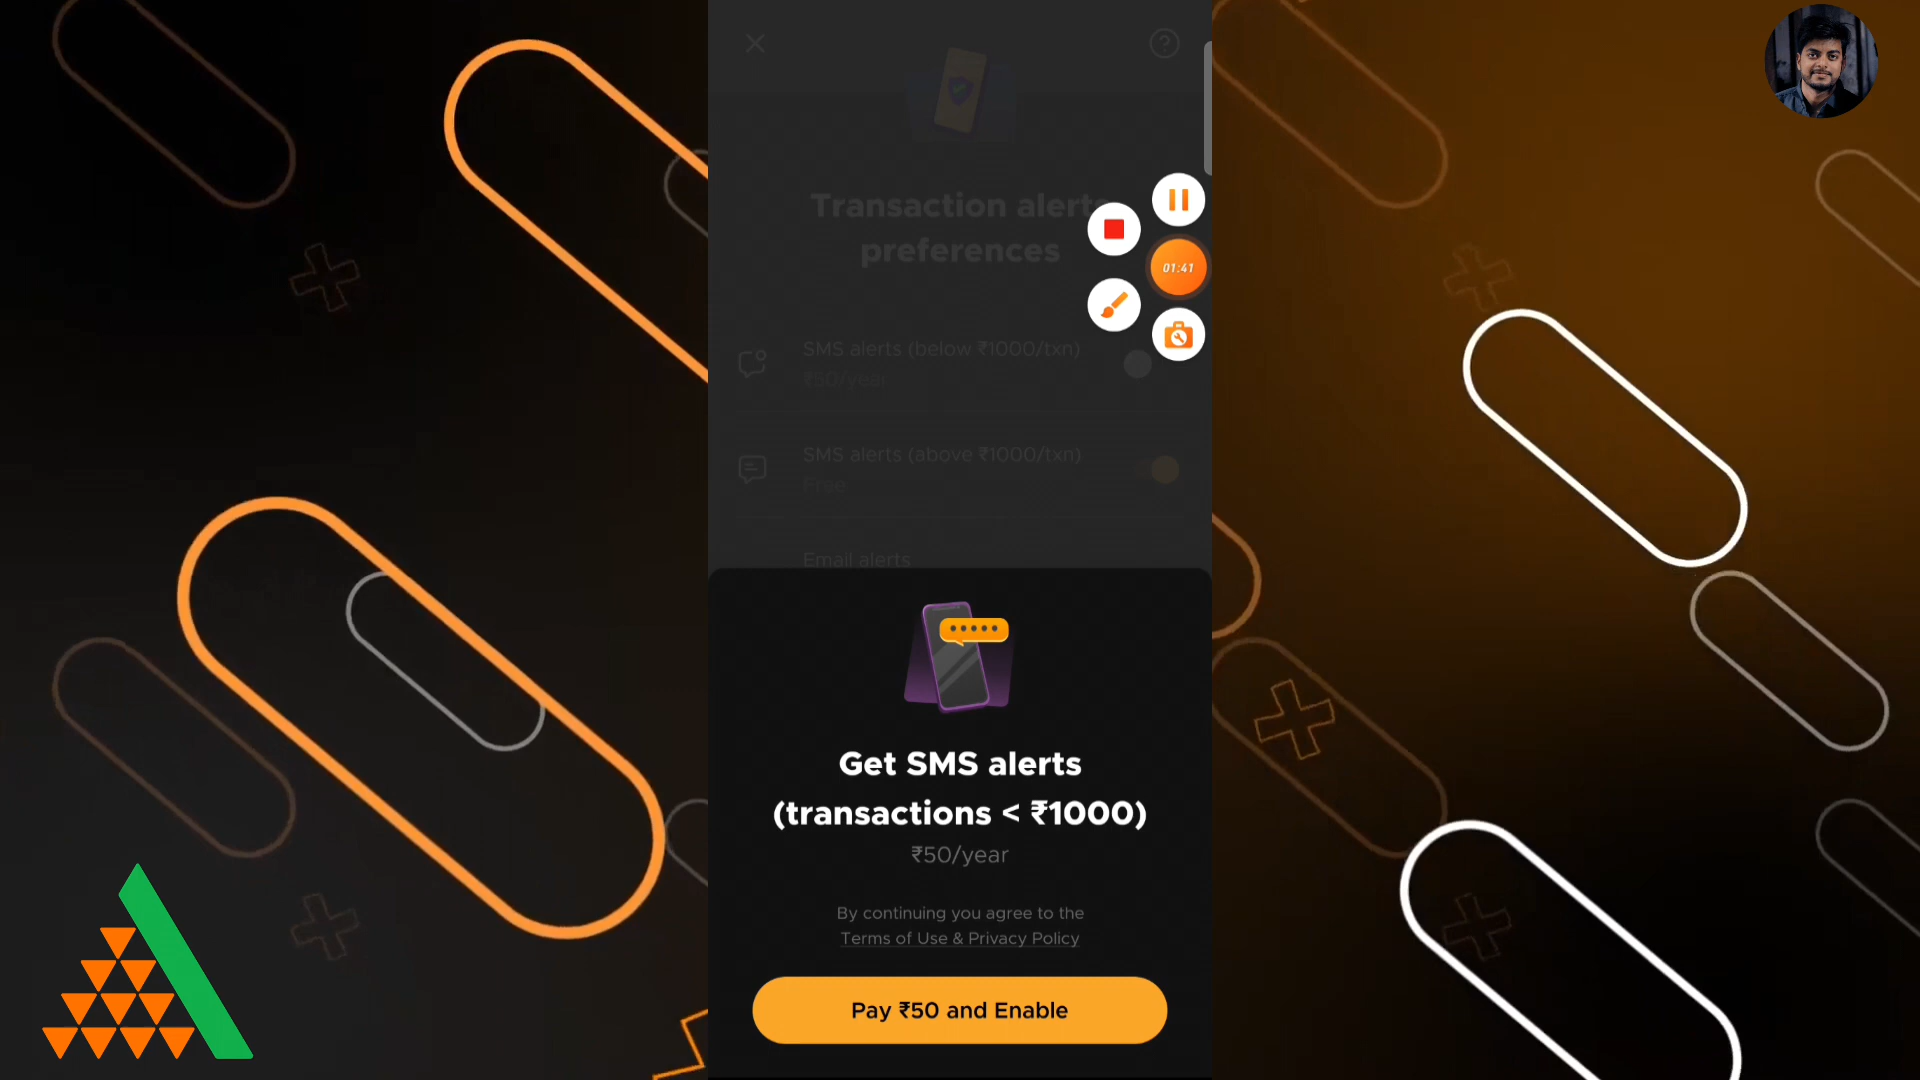 Transaction alerts
preferences
01:41
SMS alerts (below ₹1000/txn)
₹50/year
SMS alerts (above ₹1000/txn)
Free
Email alerts
Get SMS alerts
(transactions < ₹1000)
₹50/year
By continuing you agree to the
Terms of Use & Privacy Policy
Pay ₹50 and Enable